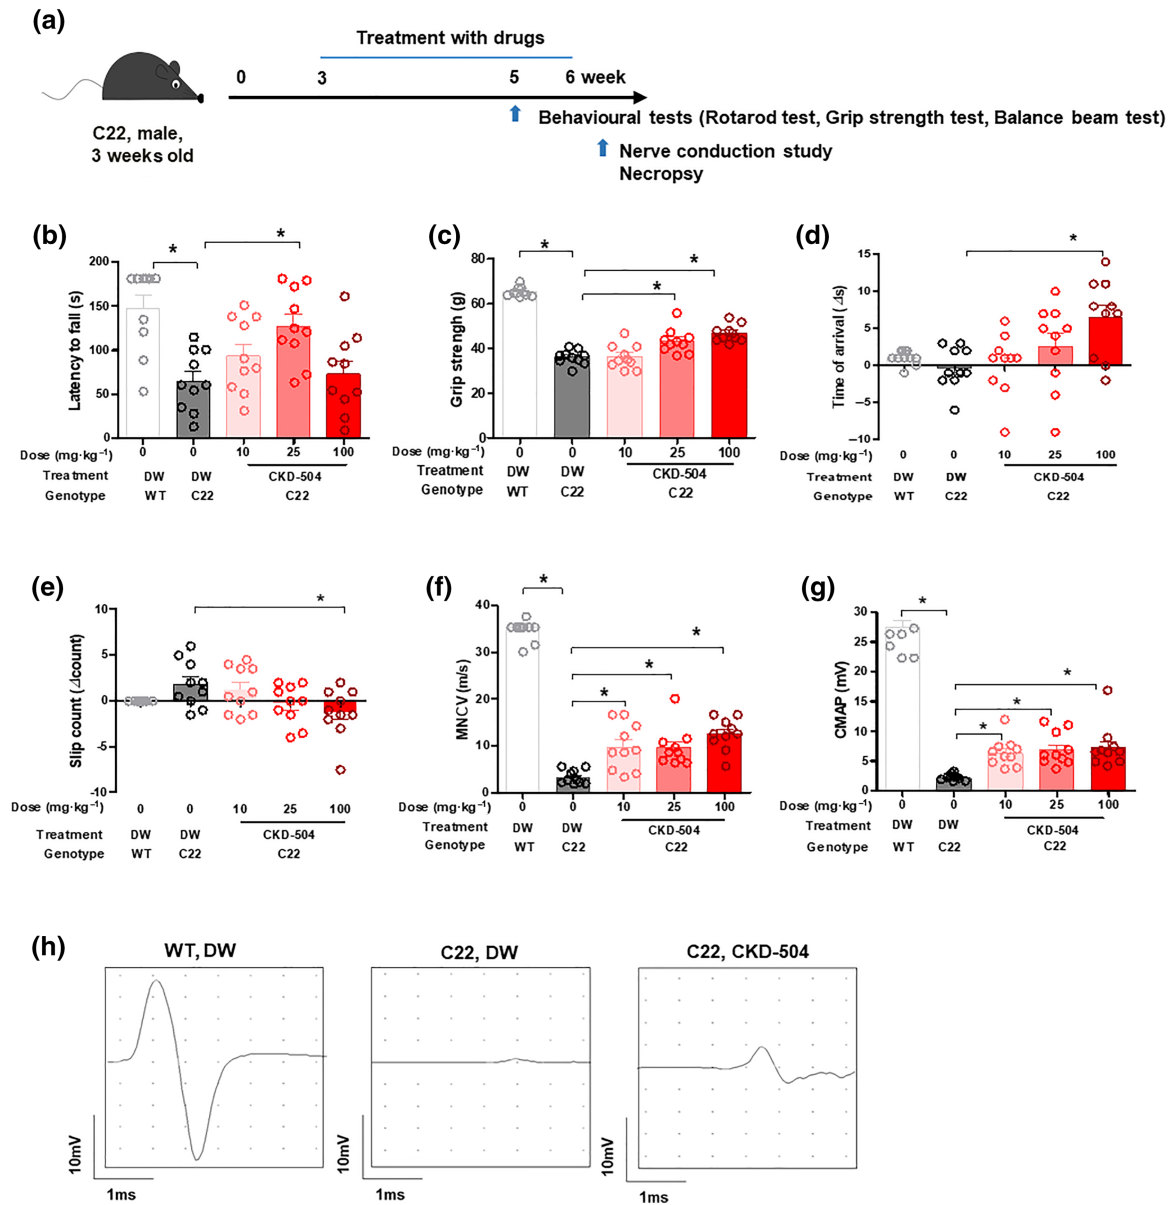 (a)
Treatment with drugs
0 3 5 6 week
C22, male,
3 weeks old
Behavioural tests (Rotarod test, Grip strength test, Balance beam test)
Nerve conduction study
Necropsy
(b)
Latency to fall (s)
200
150
100
50
0
* *
Dose (mg·kg⁻¹) 0 0 10 25 100
Treatment DW DW CKD-504
Genotype WT C22 C22
(c)
Grip strengh (g)
80
60
40
20
0
* * *
Dose (mg·kg⁻¹) 0 0 10 25 100
Treatment DW DW CKD-504
Genotype WT C22 C22
(d)
Time of arrival (⊿s)
15
10
5
0
−5
−10
*
Dose (mg·kg⁻¹) 0 0 10 25 100
Treatment DW DW CKD-504
Genotype WT C22 C22
(e)
Slip count (⊿count)
10
5
0
-5
-10
*
Dose (mg·kg⁻¹) 0 0 10 25 100
Treatment DW DW CKD-504
Genotype WT C22 C22
(f)
MNCV (m/s)
40
30
20
10
0
* * * *
Dose (mg·kg⁻¹) 0 0 10 25 100
Treatment DW DW CKD-504
Genotype WT C22 C22
(g)
CMAP (mV)
30
25
20
15
10
5
0
* * * *
Dose (mg·kg⁻¹) 0 0 10 25 100
Treatment DW DW CKD-504
Genotype WT C22 C22
(h)
WT, DW
10mV
1ms
C22, DW
10mV
1ms
C22, CKD-504
10mV
1ms